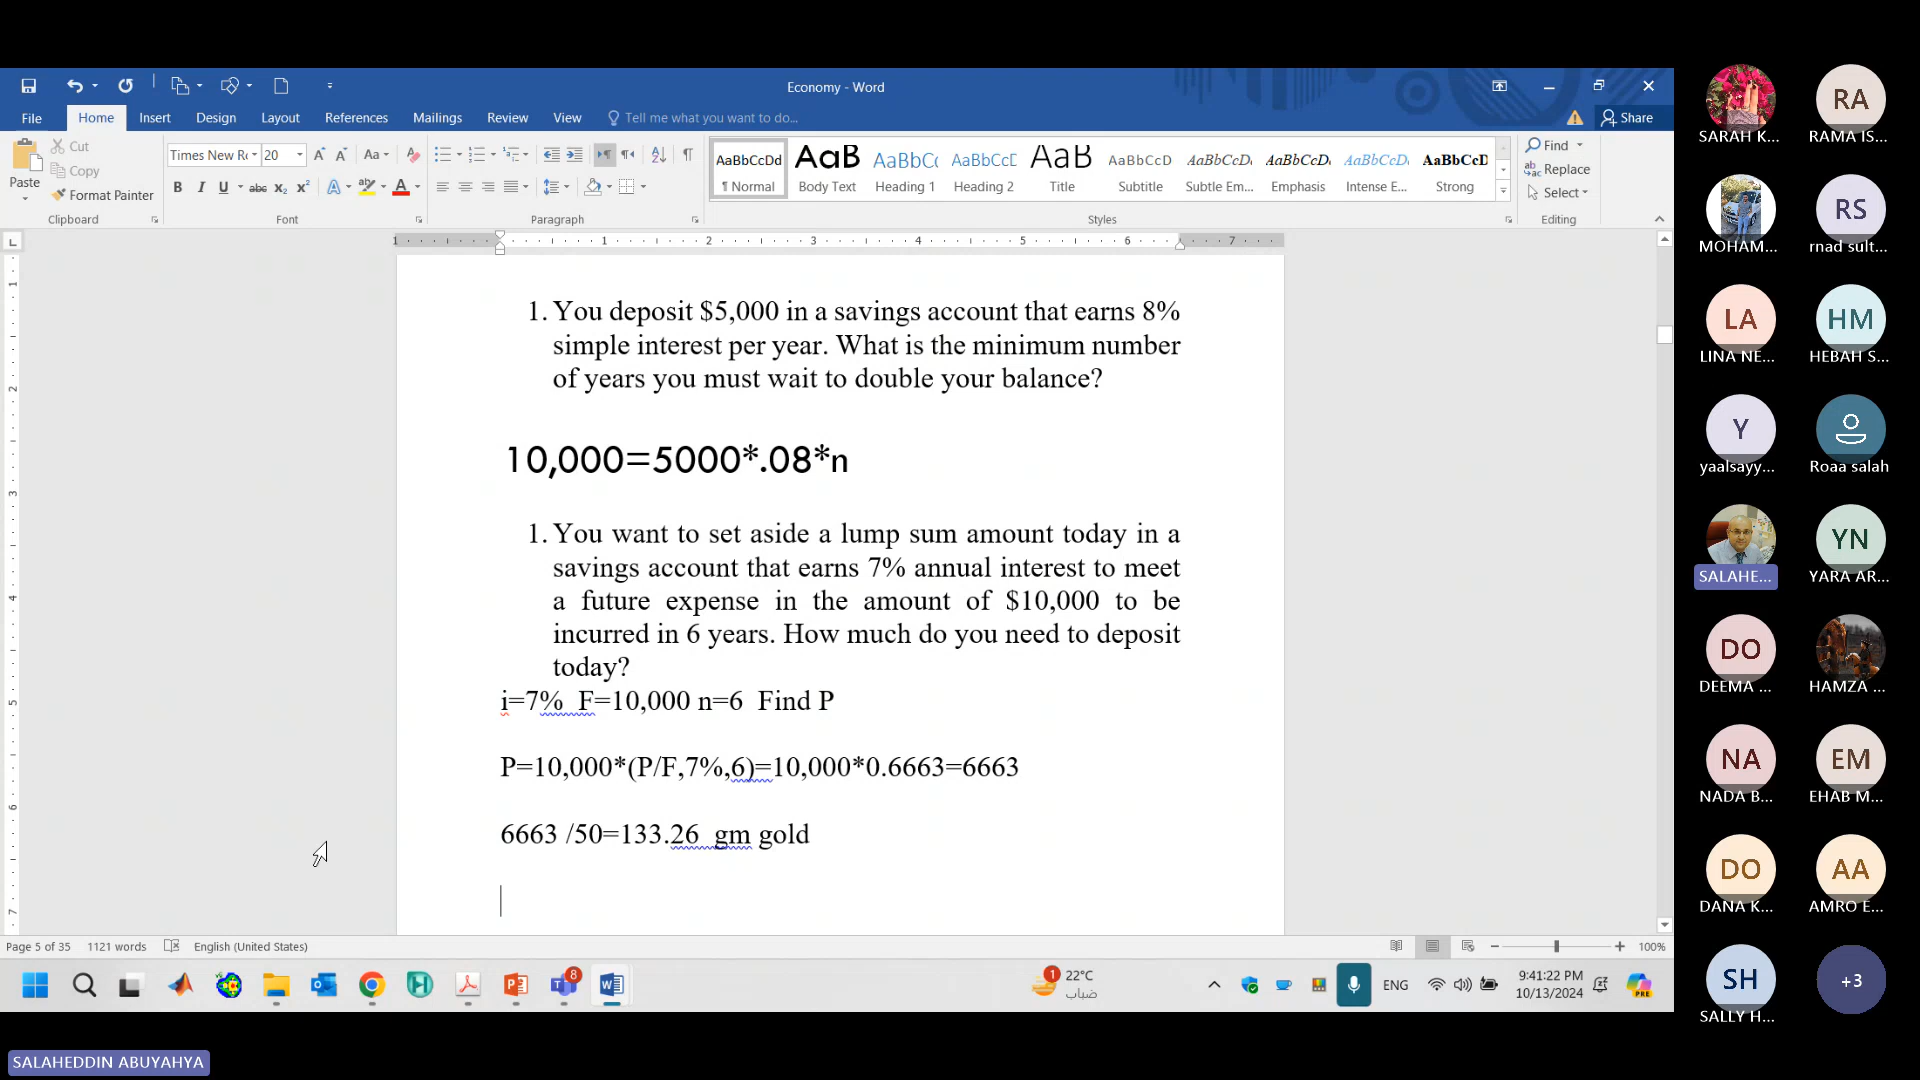 Economy - Word
File Home Insert Design Layout References Mailings Review View Tell me what you want to do... Share
Paste
Cut
Copy
Format Painter
Clipboard
Times New Ro 20
Font
Paragraph
AaBbCcDd AaB AaBbCc AaBbCcD AaB AaBbCcD AaBbCcDc AaBbCcDc AaBbCcDc AaBbCcD
¶ Normal Body Text Heading 1 Heading 2 Title Subtitle Subtle Em... Emphasis Intense E... Strong
Styles
Find
Replace
Select
Editing
1. You deposit $5,000 in a savings account that earns 8%
simple interest per year. What is the minimum number
of years you must wait to double your balance?
10,000=5000*.08*n
1. You want to set aside a lump sum amount today in a
savings account that earns 7% annual interest to meet
a future expense in the amount of $10,000 to be
incurred in 6 years. How much do you need to deposit
today?
i=7% F=10,000 n=6 Find P
P=10,000*(P/F,7%,6)=10,000*0.6663=6663
6663 /50=133.26 gm gold
Page 5 of 35 1121 words English (United States) 100%
1 22°C
ضباب
8
ENG
9:41:22 PM
10/13/2024
PRE
SALAHEDDIN ABUYAHYA
SARAH K...
RA
RAMA IS...
MOHAM...
RS
rnad sult...
LA
LINA NE...
HM
HEBAH S...
Y
yaalsayy...
Roaa salah
SALAHE...
YN
YARA AR...
DO
DEEMA ...
HAMZA ...
NA
NADA B...
EM
EHAB M...
DO
DANA K...
AA
AMRO E...
SH
SALLY H...
+3